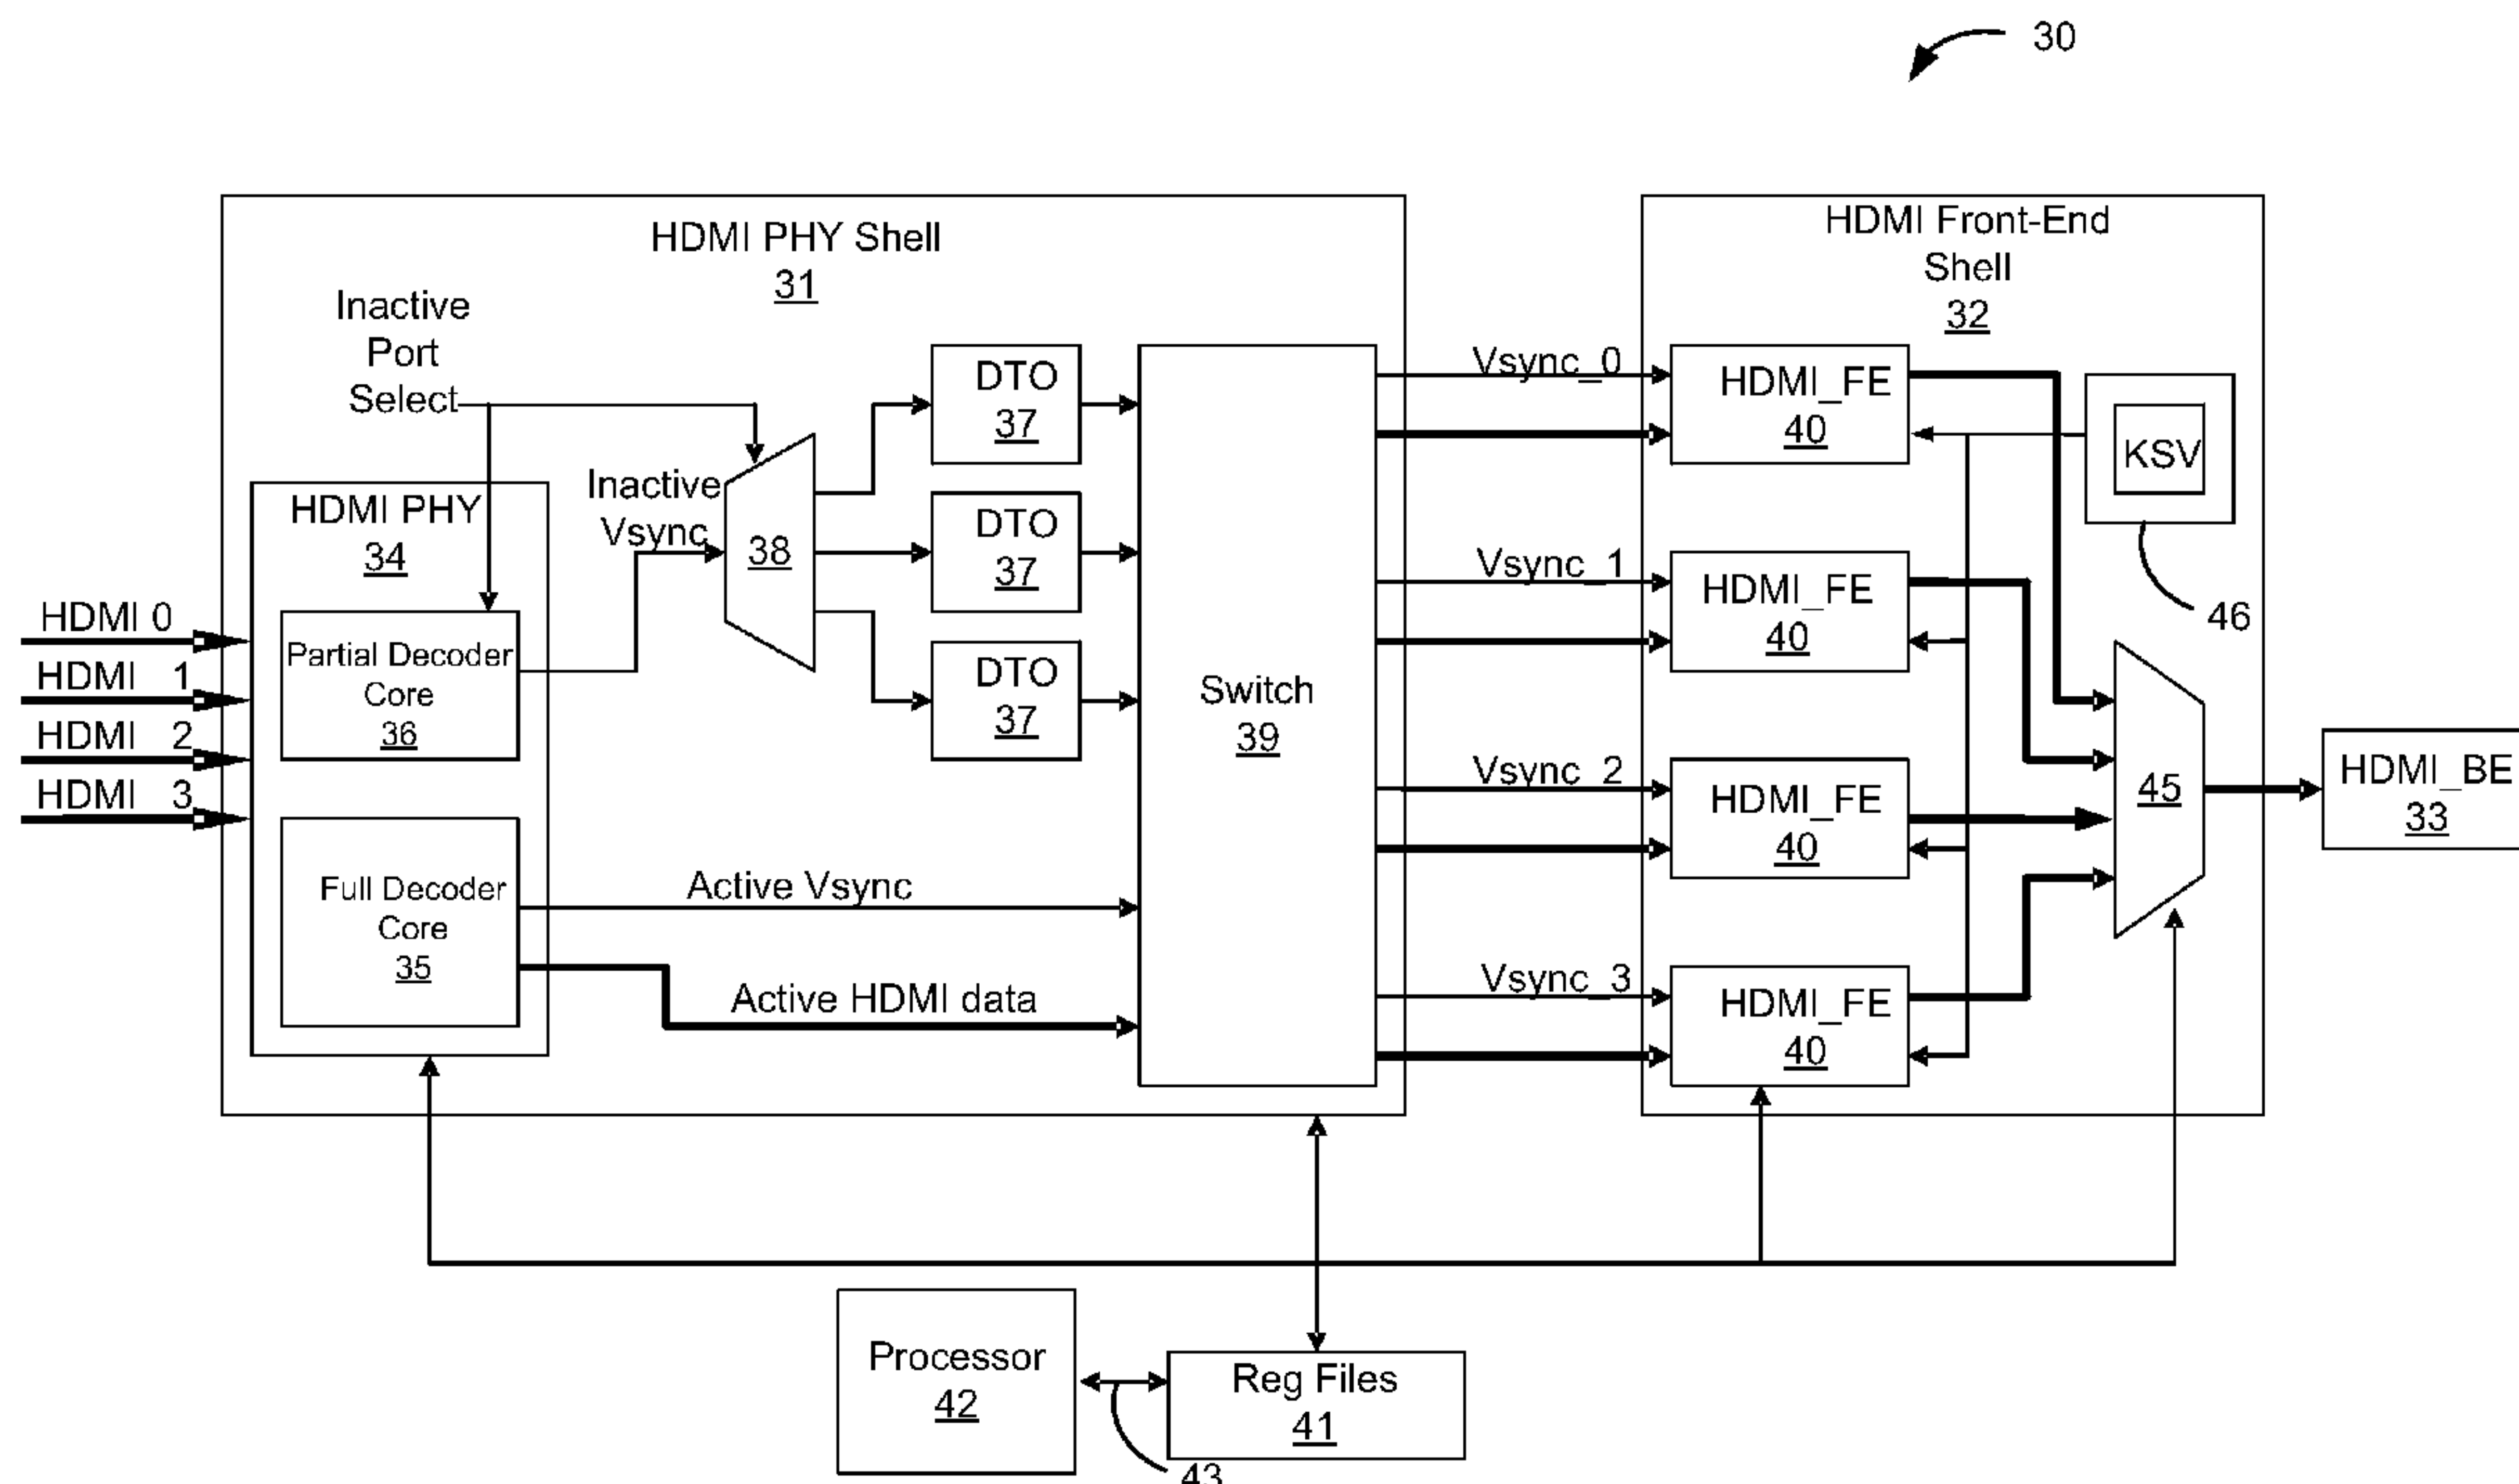 30
HDMI PHY Shell
31
HDMI Front-End
Shell
32
Inactive
Port
Select
DTO
37
DTO
37
DTO
37
Inactive
Vsync
38
HDMI PHY
34
Partial Decoder
Core
36
Full Decoder
Core
35
HDMI 0
HDMI 1
HDMI 2
HDMI 3
Active Vsync
Active HDMI data
Switch
39
Vsync_0
Vsync_1
Vsync_2
Vsync_3
HDMI_FE
40
HDMI_FE
40
HDMI_FE
40
HDMI_FE
40
KSV
46
45
HDMI_BE
33
Processor
42
Reg Files
41
43